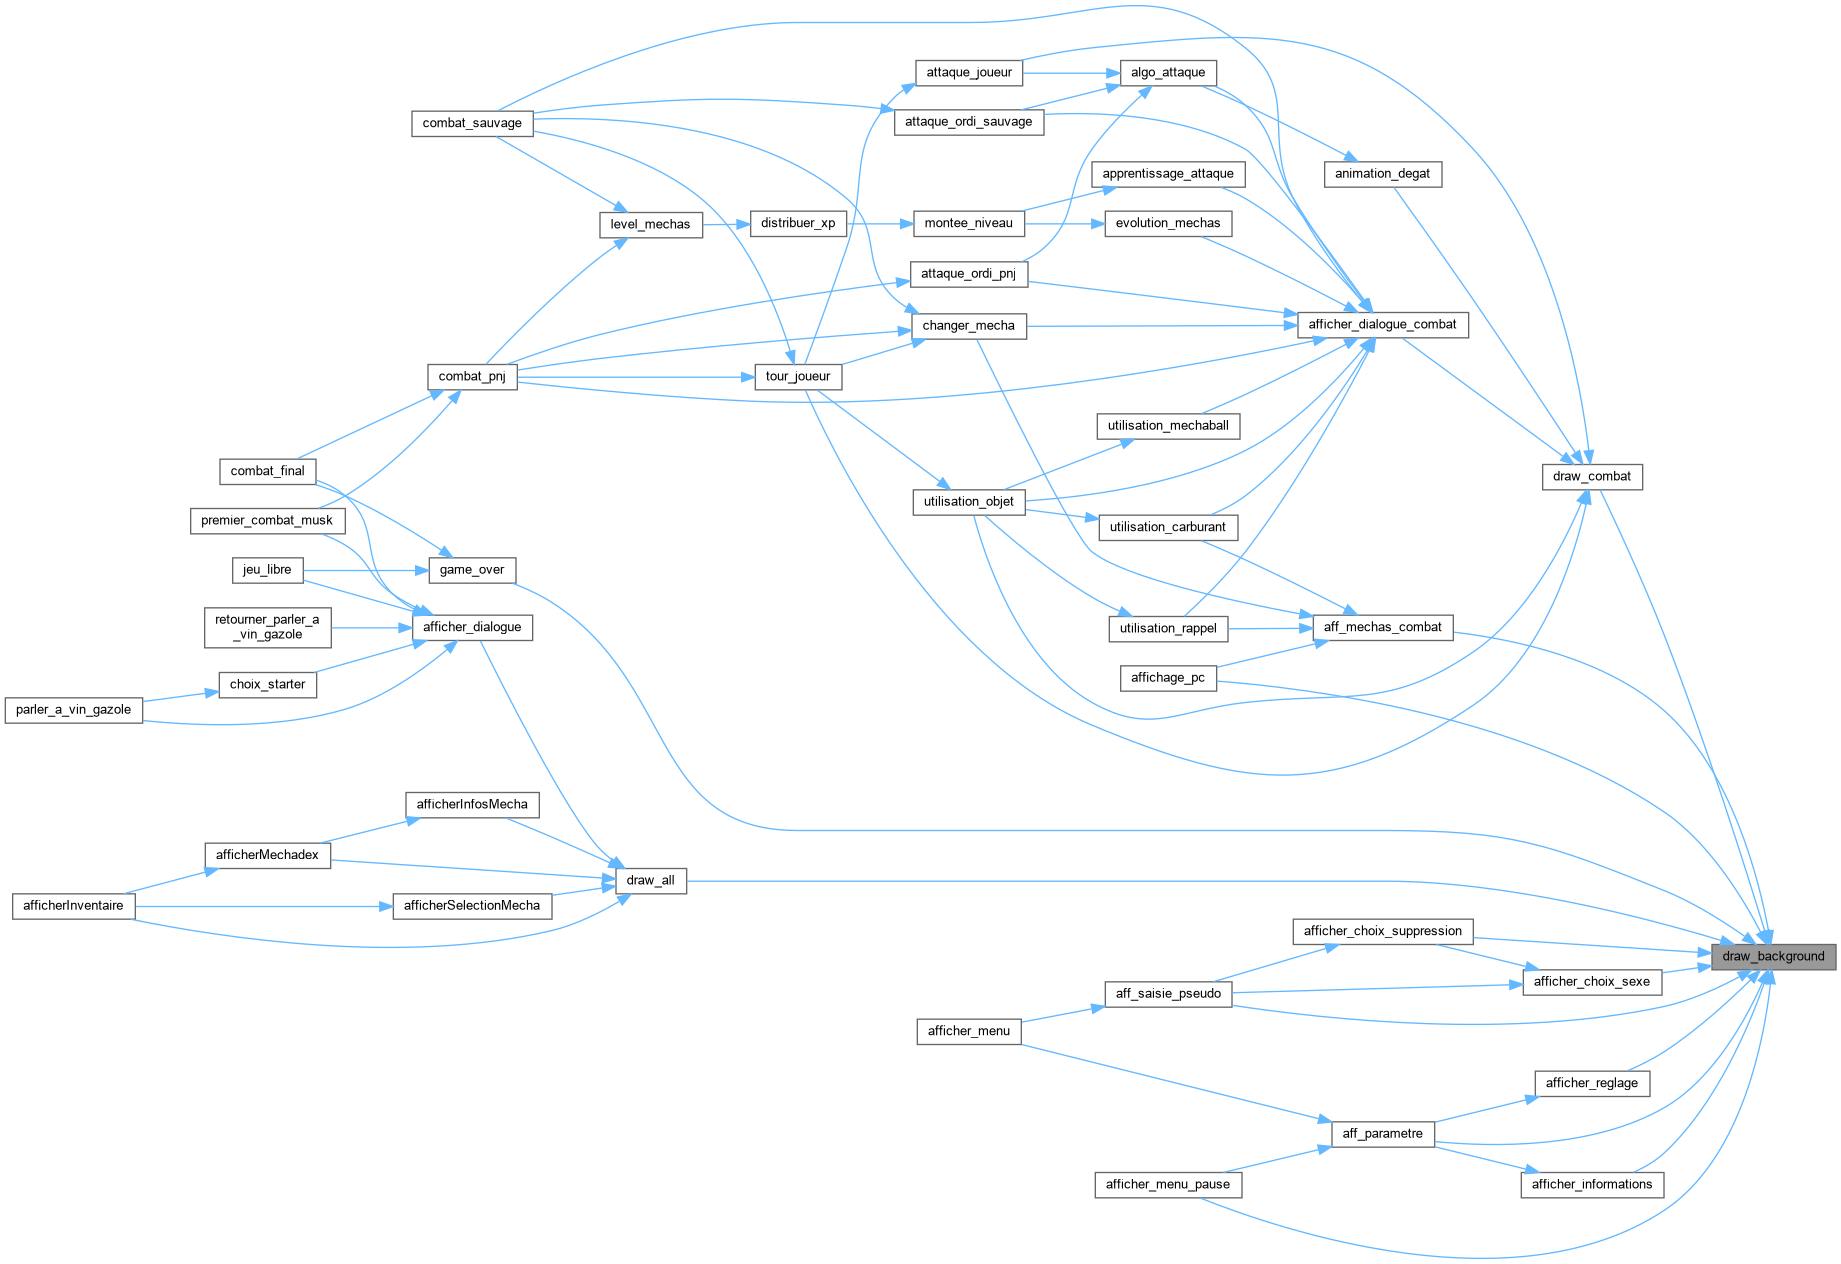 attaque_joueur
algo_attaque
combat_sauvage
attaque_ordi_sauvage
apprentissage_attaque
animation_degat
level_mechas
distribuer_xp
montee_niveau
evolution_mechas
attaque_ordi_pnj
changer_mecha
afficher_dialogue_combat
combat_pnj
tour_joueur
utilisation_mechaball
combat_final
draw_combat
utilisation_objet
premier_combat_musk
utilisation_carburant
jeu_libre
game_over
retourner_parler_a
_vin_gazole
afficher_dialogue
utilisation_rappel
aff_mechas_combat
choix_starter
affichage_pc
parler_a_vin_gazole
afficherInfosMecha
afficherMechadex
draw_all
afficherInventaire
afficherSelectionMecha
afficher_choix_suppression
draw_background
afficher_choix_sexe
aff_saisie_pseudo
afficher_menu
afficher_reglage
aff_parametre
afficher_menu_pause
afficher_informations